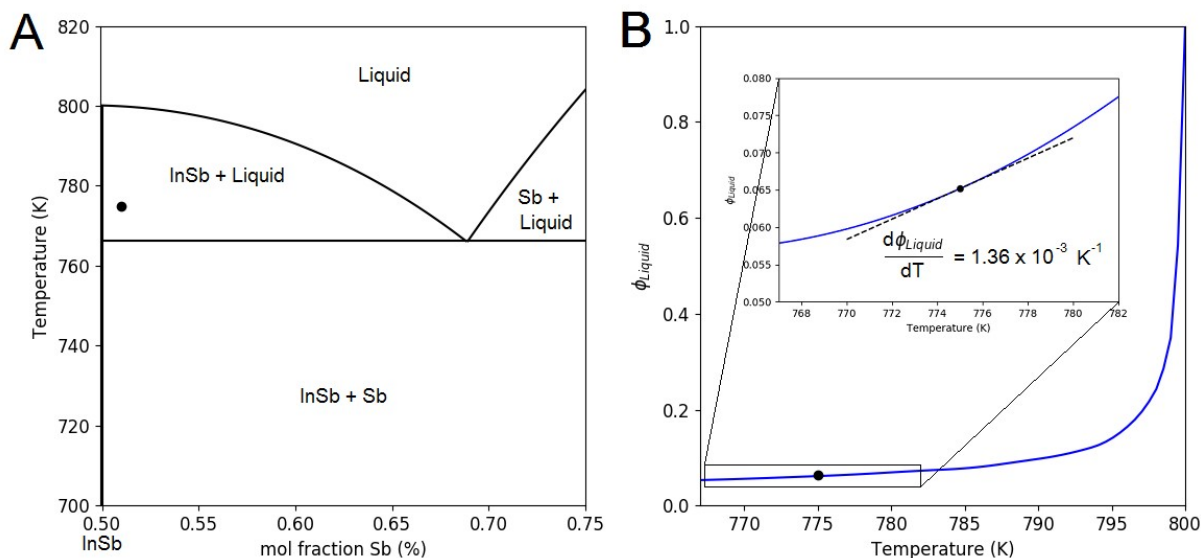 A
820
800
780
760
740
720
700
Temperature (K)
Liquid
InSb + Liquid
Sb +
Liquid
InSb + Sb
0.50
0.55
0.60
0.65
0.70
0.75
InSb
mol fraction Sb (%)
B
1.0
0.8
0.6
0.4
0.2
0.0
ϕLiquid
0.080
0.075
0.070
0.065
0.060
0.055
0.050
ϕLiquid
dϕLiquid
dT
= 1.36 x 10⁻³ K⁻¹
768
770
772
774
776
778
780
782
Temperature (K)
770
775
780
785
790
795
800
Temperature (K)